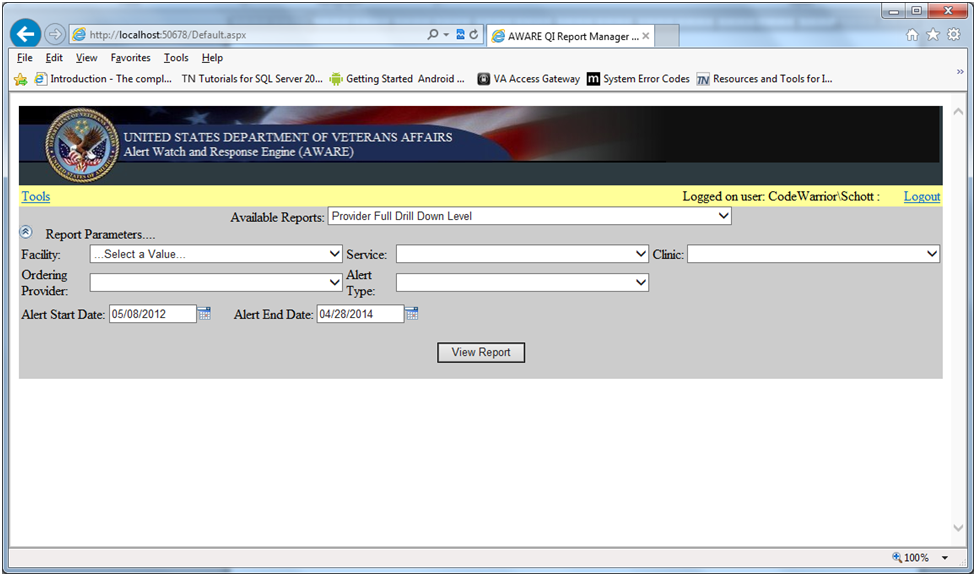 http://localhost:50678/Default.aspx
AWARE QI Report Manager ...
File Edit View Favorites Tools Help
Introduction - The compl... TN Tutorials for SQL Server 20... Getting Started Android ... VA Access Gateway m System Error Codes TN Resources and Tools for I...
UNITED STATES DEPARTMENT OF VETERANS AFFAIRS
Alert Watch and Response Engine (AWARE)
Tools Logged on user: CodeWarrior\Schott : Logout
Available Reports: Provider Full Drill Down Level
Report Parameters....
Facility: ...Select a Value... Service: Clinic:
Ordering Provider: Alert Type:
Alert Start Date: 05/08/2012 Alert End Date: 04/28/2014
View Report
100%